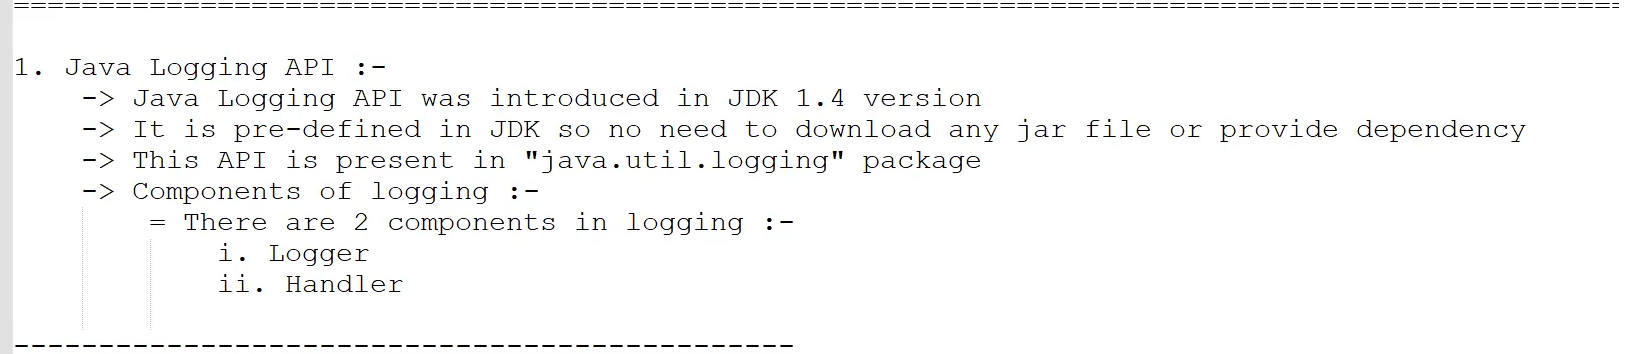 ================================================================================================
1. Java Logging API :-
-> Java Logging API was introduced in JDK 1.4 version
-> It is pre-defined in JDK so no need to download any jar file or provide dependency
-> This API is present in "java.util.logging" package
-> Components of logging :-
= There are 2 components in logging :-
i. Logger
ii. Handler
----------------------------------------------